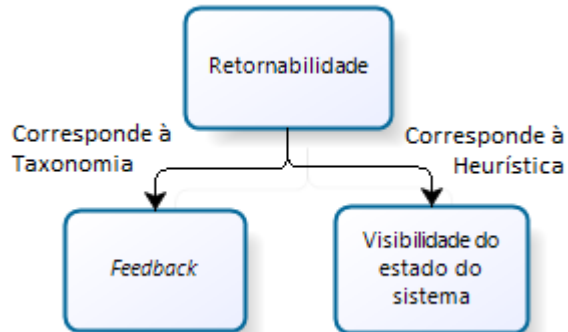 Retornabilidade
Corresponde à
Taxonomia
Corresponde à
Heurística
Feedback
Visibilidade do
estado do
sistema